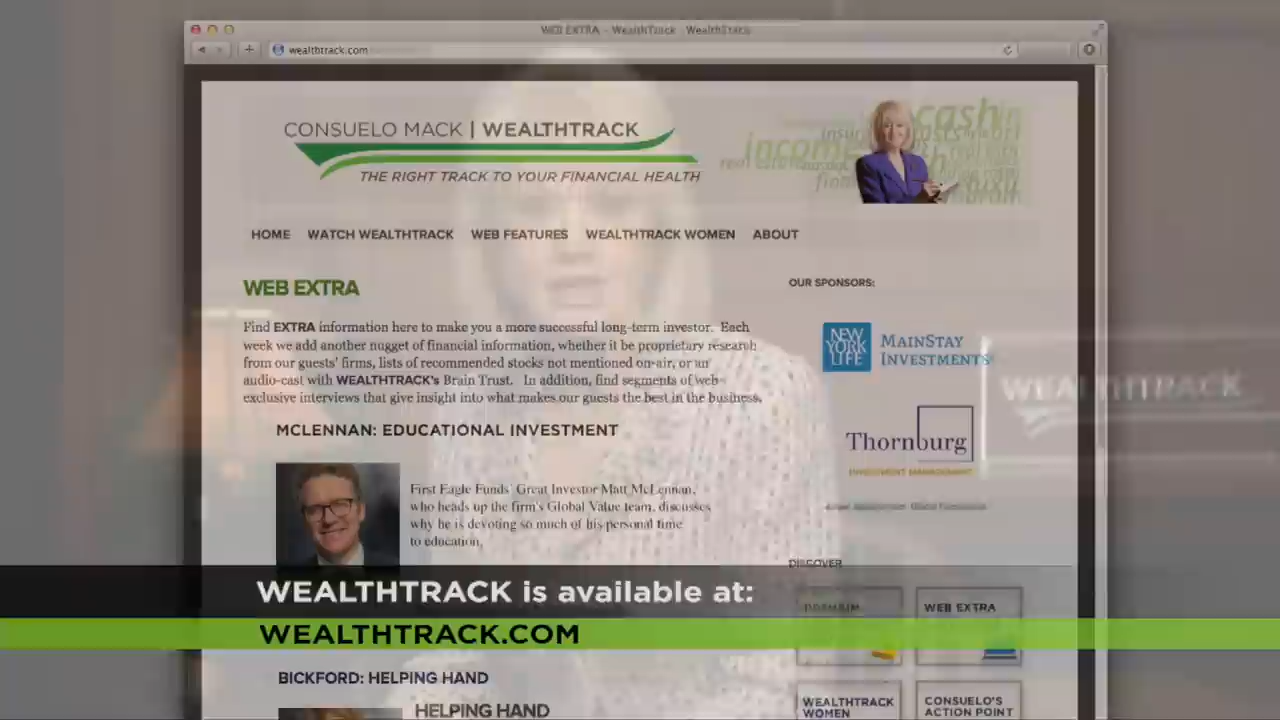 WEB EXTRA - WealthTrack - WealthTrack
wealthtrack.com
CONSUELO MACK | WEALTHTRACK
THE RIGHT TRACK TO YOUR FINANCIAL HEALTH
cash
income
HOME WATCH WEALTHTRACK WEB FEATURES WEALTHTRACK WOMEN ABOUT
WEB EXTRA
Find EXTRA information here to make you a more successful long-term investor. Each
week we add another nugget of financial information, whether it be proprietary research
from our guests' firms, lists of recommended stocks not mentioned on-air, or an
audio-cast with WEALTHTRACK's Brain Trust. In addition, find segments of web-
exclusive interviews that give insight into what makes our guests the best in the business.
MCLENNAN: EDUCATIONAL INVESTMENT
First Eagle Funds' Great Investor Matt McLennan,
who heads up the firm's Global Value team, discusses
why he is devoting so much of his personal time
to education.
OUR SPONSORS:
NEW
YORK
LIFE
MAINSTAY
INVESTMENTS
Thornburg
INVESTMENT MANAGEMENT
WEALTHTRACK
DISCOVER
PREMIUM
WEB EXTRA
WEALTHTRACK is available at:
WEALTHTRACK.COM
BICKFORD: HELPING HAND
HELPING HAND
WEALTHTRACK
WOMEN
CONSUELO'S
ACTION POINT